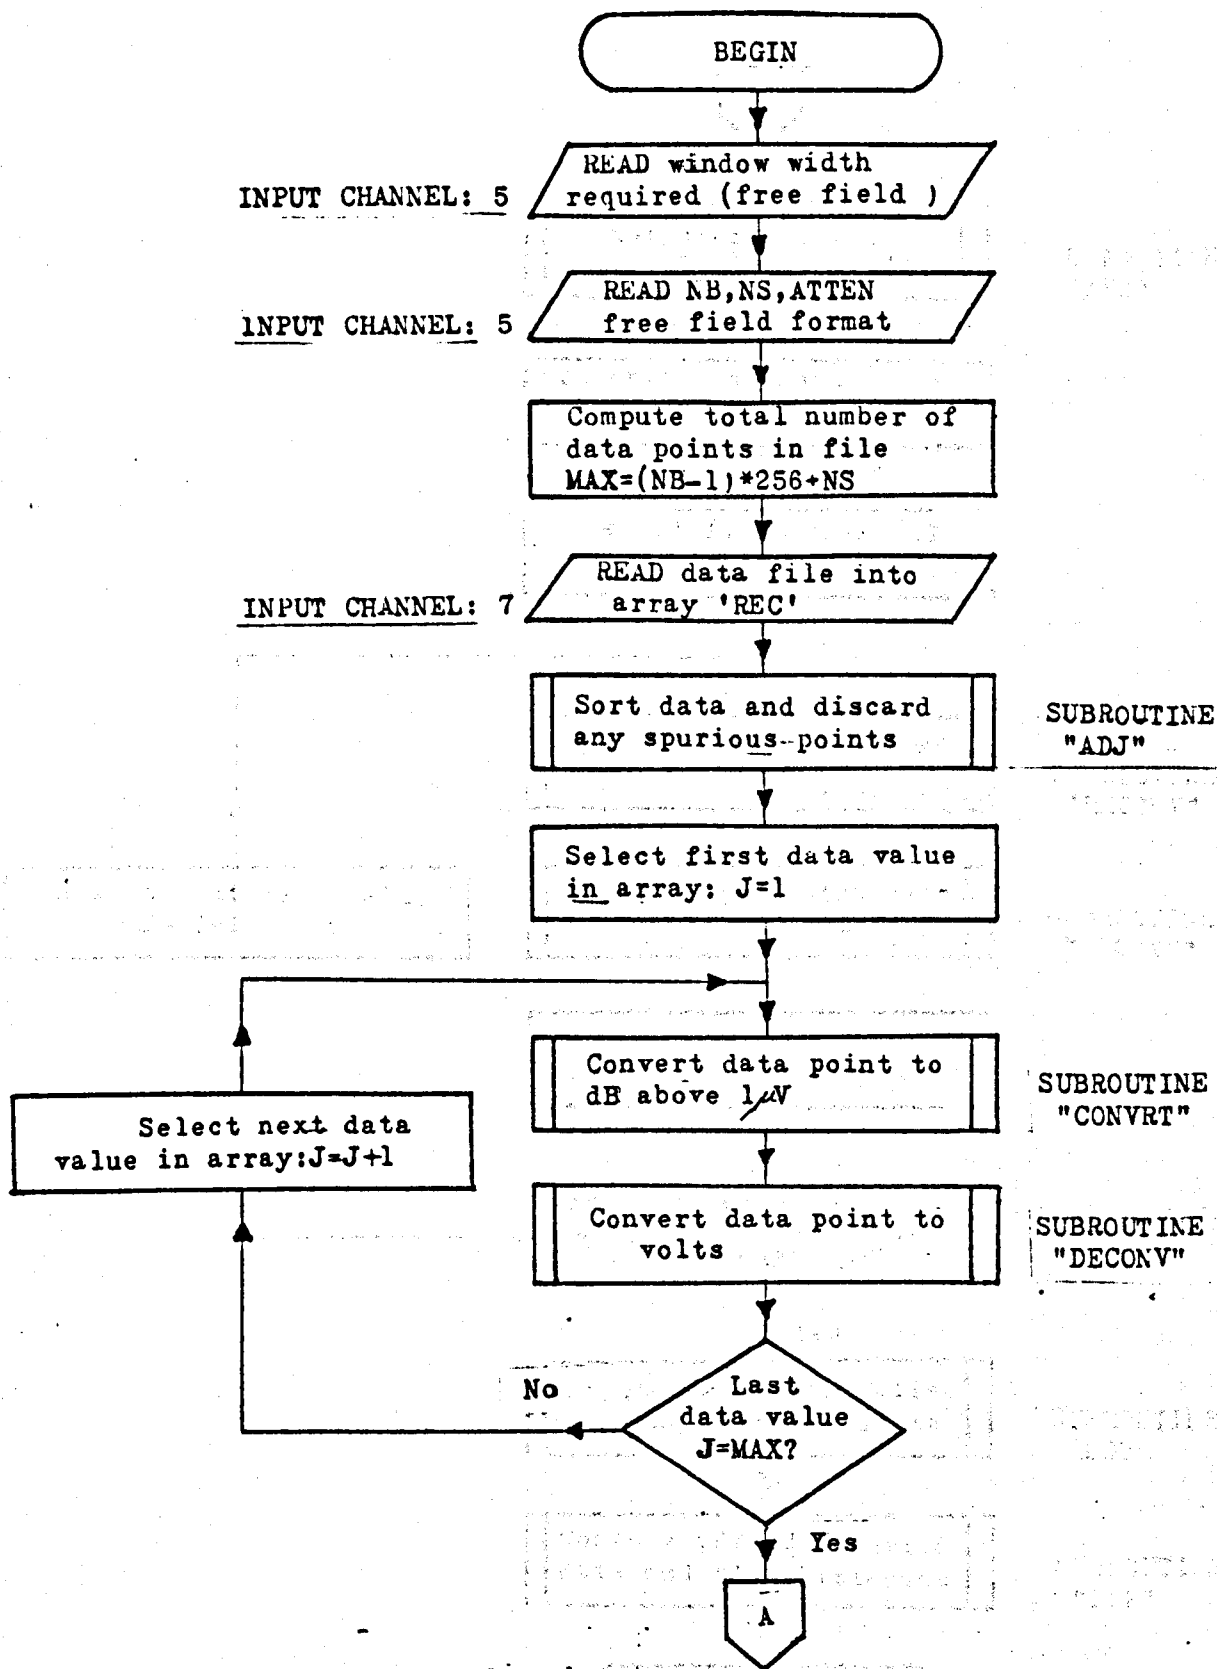 BEGIN
READ window width
required (free field )
INPUT CHANNEL: 5
READ NB,NS,ATTEN
free field format
INPUT CHANNEL: 5
Compute total number of
data points in file
MAX=(NB-1)*256+NS
READ data file into
array 'REC'
INPUT CHANNEL: 7
Sort data and discard
any spurious points
SUBROUTINE
"ADJ"
Select first data value
in array: J=1
Convert data point to
dB above 1μV
SUBROUTINE
"CONVRT"
Select next data
value in array:J=J+1
Convert data point to
volts
SUBROUTINE
"DECONV"
Last
data value
J=MAX?
No
Yes
A